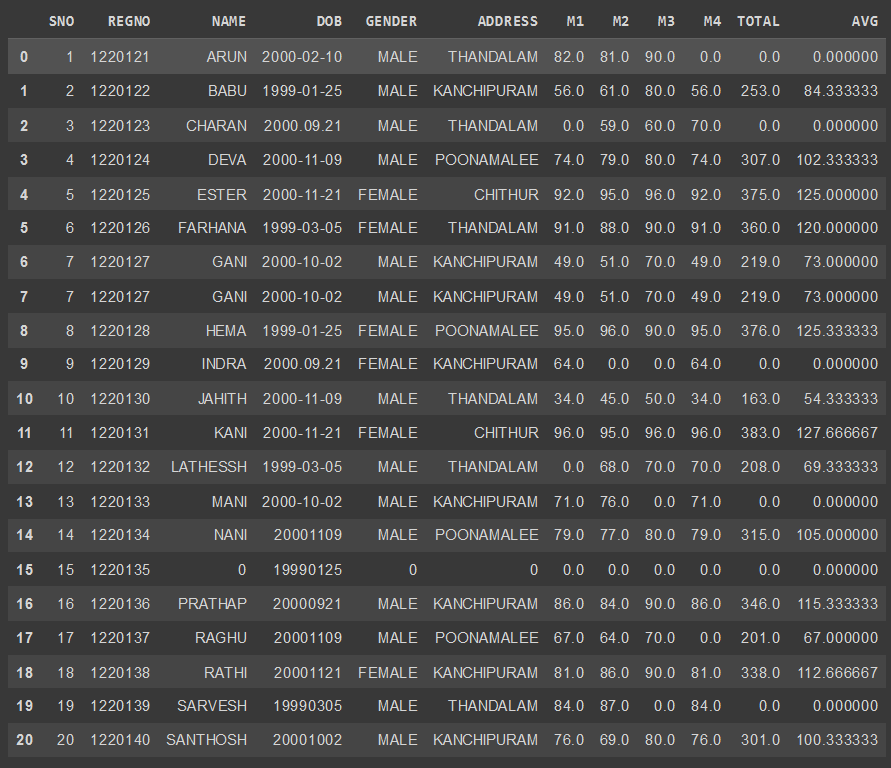 SNO REGNO NAME DOB GENDER ADDRESS M1 M2 M3 M4 TOTAL AVG
0 1 1220121 ARUN 2000-02-10 MALE THANDALAM 82.0 81.0 90.0 0.0 0.0 0.000000
1 2 1220122 BABU 1999-01-25 MALE KANCHIPURAM 56.0 61.0 80.0 56.0 253.0 84.333333
2 3 1220123 CHARAN 2000.09.21 MALE THANDALAM 0.0 59.0 60.0 70.0 0.0 0.000000
3 4 1220124 DEVA 2000-11-09 MALE POONAMALEE 74.0 79.0 80.0 74.0 307.0 102.333333
4 5 1220125 ESTER 2000-11-21 FEMALE CHITHUR 92.0 95.0 96.0 92.0 375.0 125.000000
5 6 1220126 FARHANA 1999-03-05 FEMALE THANDALAM 91.0 88.0 90.0 91.0 360.0 120.000000
6 7 1220127 GANI 2000-10-02 MALE KANCHIPURAM 49.0 51.0 70.0 49.0 219.0 73.000000
7 7 1220127 GANI 2000-10-02 MALE KANCHIPURAM 49.0 51.0 70.0 49.0 219.0 73.000000
8 8 1220128 HEMA 1999-01-25 FEMALE POONAMALEE 95.0 96.0 90.0 95.0 376.0 125.333333
9 9 1220129 INDRA 2000.09.21 FEMALE KANCHIPURAM 64.0 0.0 0.0 64.0 0.0 0.000000
10 10 1220130 JAHITH 2000-11-09 MALE THANDALAM 34.0 45.0 50.0 34.0 163.0 54.333333
11 11 1220131 KANI 2000-11-21 FEMALE CHITHUR 96.0 95.0 96.0 96.0 383.0 127.666667
12 12 1220132 LATHESSH 1999-03-05 MALE THANDALAM 0.0 68.0 70.0 70.0 208.0 69.333333
13 13 1220133 MANI 2000-10-02 MALE KANCHIPURAM 71.0 76.0 0.0 71.0 0.0 0.000000
14 14 1220134 NANI 20001109 MALE POONAMALEE 79.0 77.0 80.0 79.0 315.0 105.000000
15 15 1220135 0 19990125 0 0 0.0 0.0 0.0 0.0 0.0 0.000000
16 16 1220136 PRATHAP 20000921 MALE KANCHIPURAM 86.0 84.0 90.0 86.0 346.0 115.333333
17 17 1220137 RAGHU 20001109 MALE POONAMALEE 67.0 64.0 70.0 0.0 201.0 67.000000
18 18 1220138 RATHI 20001121 FEMALE KANCHIPURAM 81.0 86.0 90.0 81.0 338.0 112.666667
19 19 1220139 SARVESH 19990305 MALE THANDALAM 84.0 87.0 0.0 84.0 0.0 0.000000
20 20 1220140 SANTHOSH 20001002 MALE KANCHIPURAM 76.0 69.0 80.0 76.0 301.0 100.333333